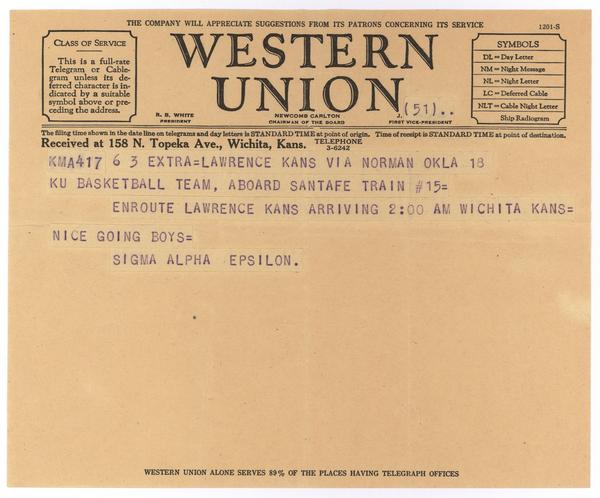 THE COMPANY WILL APPRECIATE SUGGESTIONS FROM ITS PATRONS CONCERNING ITS SERVICE
1201-S
CLASS OF SERVICE
This is a full-rate
Telegram or Cable-
gram unless its de-
ferred character is in-
dicated by a suitable
symbol above or pre-
ceding the address.
WESTERN
UNION
R. B. WHITE
PRESIDENT
NEWCOMB CARLTON
CHAIRMAN OF THE BOARD
J.
FIRST VICE-PRESIDENT
(51)..
SYMBOLS
DL = Day Letter
NM = Night Message
NL = Night Letter
LC = Deferred Cable
NLT = Cable Night Letter
Ship Radiogram
The filing time shown in the date line on telegrams and day letters is STANDARD TIME at point of origin. Time of receipt is STANDARD TIME at point of destination.
Received at 158 N. Topeka Ave., Wichita, Kans. TELEPHONE 3-6242
KMA417 6 3 EXTRA=LAWRENCE KANS VIA NORMAN OKLA 18
KU BASKETBALL TEAM, ABOARD SANTAFE TRAIN #15=
ENROUTE LAWRENCE KANS ARRIVING 2:00 AM WICHITA KANS=
NICE GOING BOYS=
SIGMA ALPHA EPSILON.
WESTERN UNION ALONE SERVES 89% OF THE PLACES HAVING TELEGRAPH OFFICES